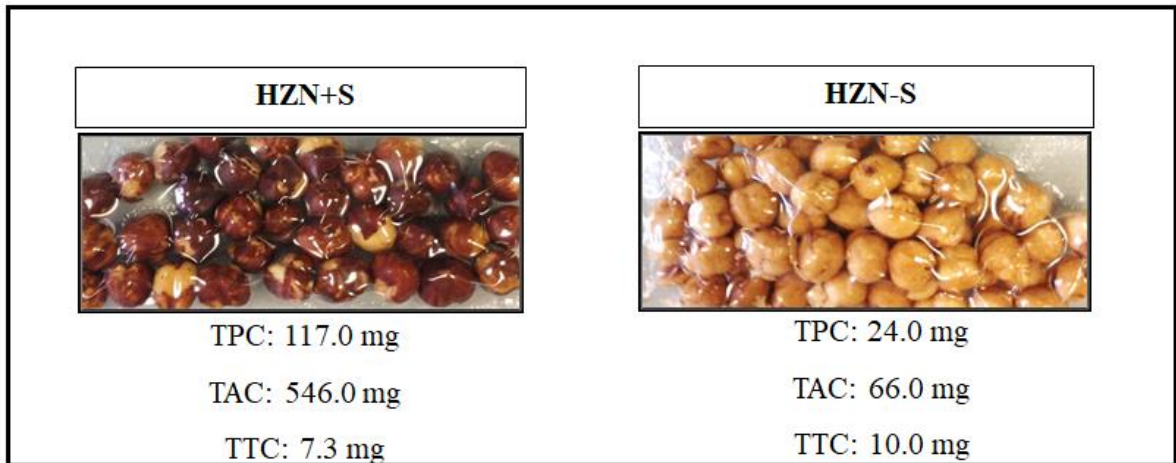 HZN+S
TPC: 117.0 mg
TAC: 546.0 mg
TTC: 7.3 mg
HZN-S
TPC: 24.0 mg
TAC: 66.0 mg
TTC: 10.0 mg